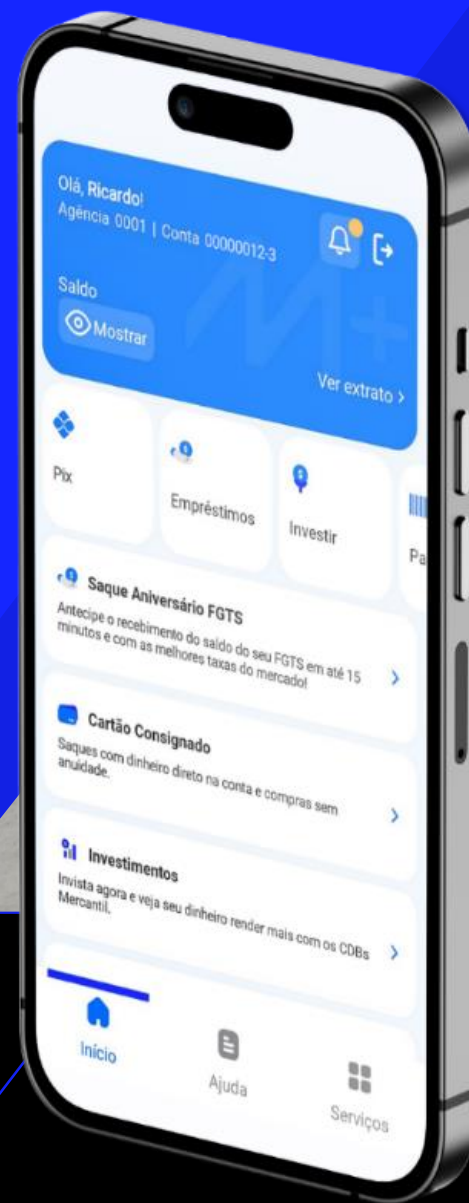 Olá, Ricardo!
Agência 0001 | Conta 00000012-3
Saldo
Mostrar
Ver extrato >
M+
Pix
Empréstimos
Investir
Pa
Saque Aniversário FGTS
Antecipe o recebimento do saldo do seu FGTS em até 15
minutos e com as melhores taxas do mercado!
Cartão Consignado
Saques com dinheiro direto na conta e compras sem
anuidade.
Investimentos
Invista agora e veja seu dinheiro render mais com os CDBs
Mercantil.
Início
Ajuda
Serviços